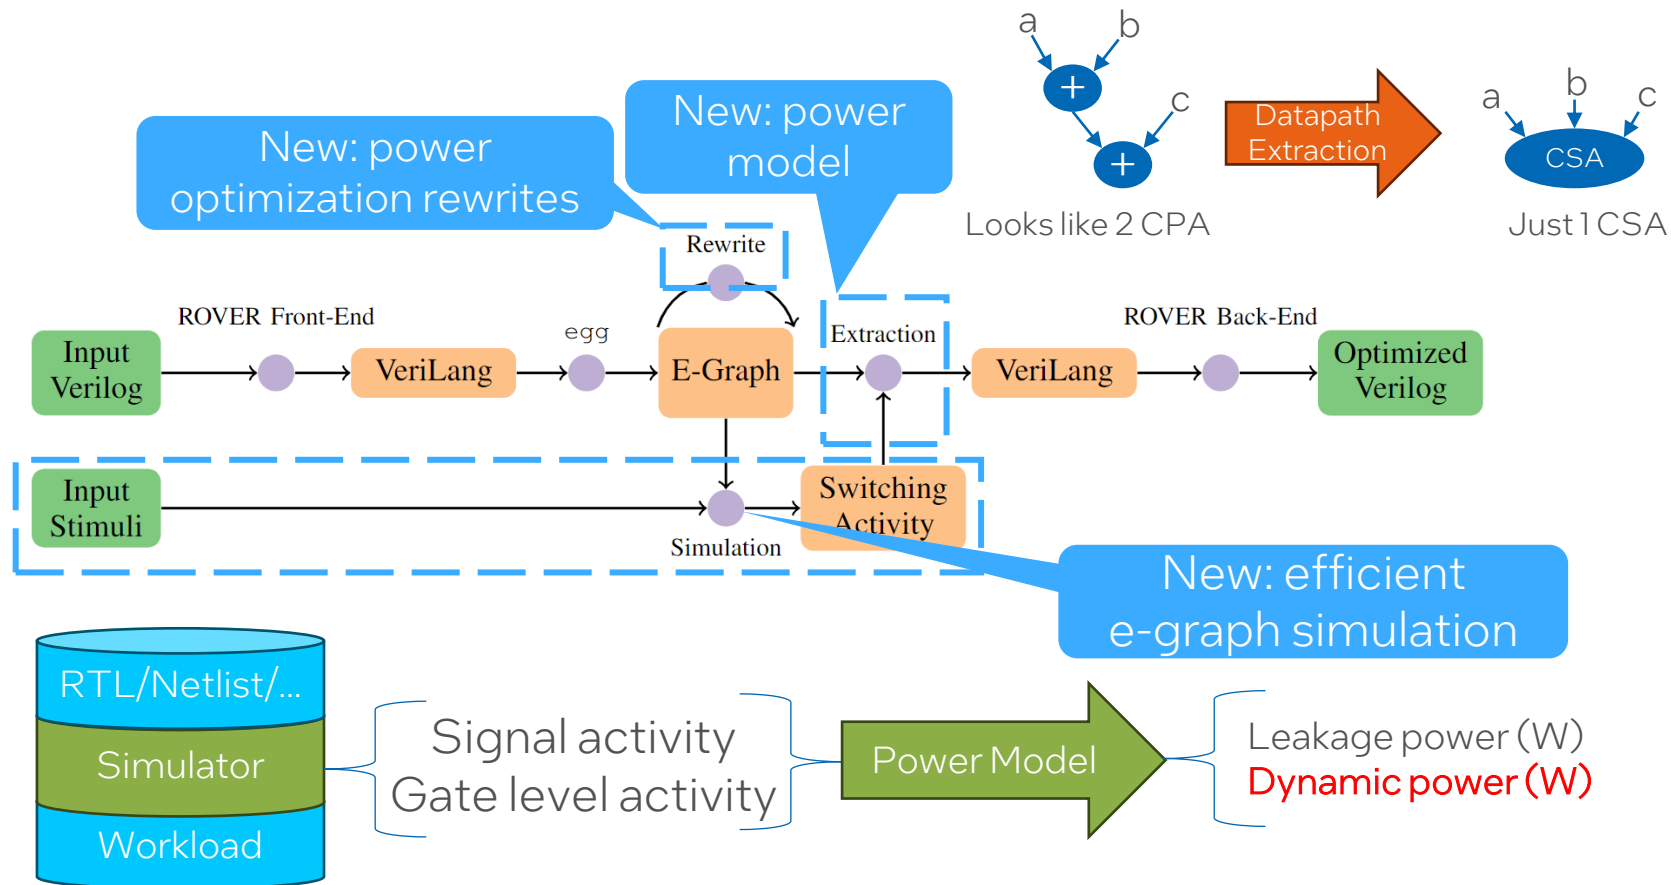 a
b
+
c
+
Looks like 2 CPA
Datapath
Extraction
a
b
c
CSA
Just 1 CSA
New: power
optimization rewrites
New: power
model
Rewrite
ROVER Front-End
egg
Extraction
ROVER Back-End
Input
Verilog
VeriLang
E-Graph
VeriLang
Optimized
Verilog
Input
Stimuli
Simulation
Switching
Activity
New: efficient
e-graph simulation
RTL/Netlist/...
Simulator
Workload
Signal activity
Gate level activity
Power Model
Leakage power (W)
Dynamic power (W)